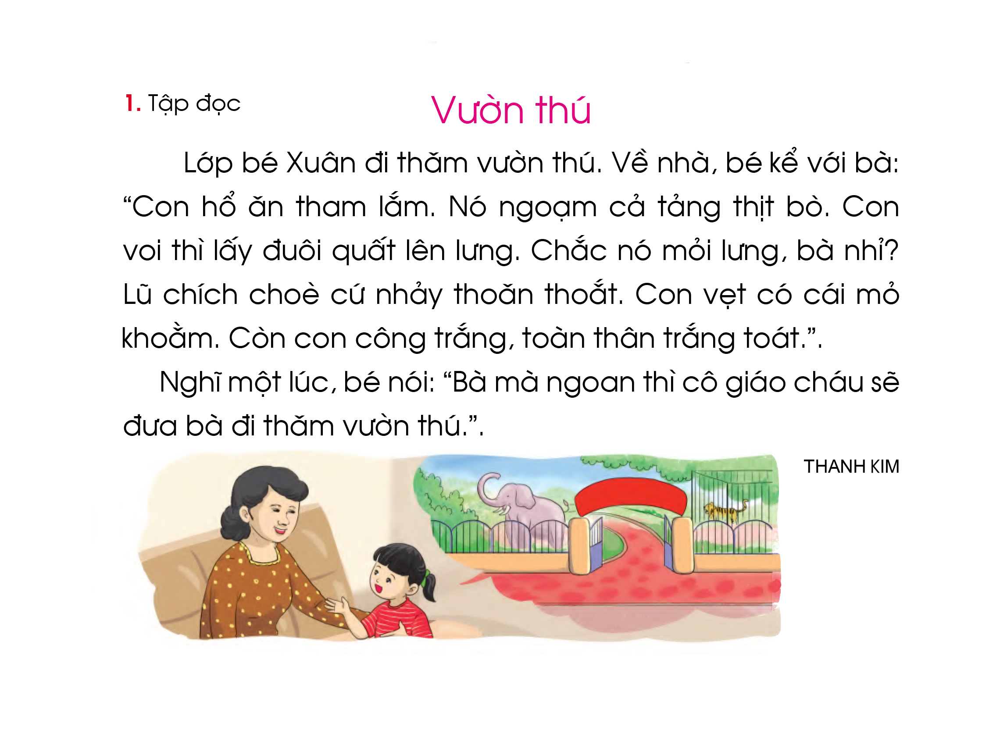 1. Tập đọc
Vườn thú
Lớp bé Xuân đi thăm vườn thú. Về nhà, bé kể với bà:
“Con hổ ăn tham lắm. Nó ngoạm cả tảng thịt bò. Con
voi thì lấy đuôi quất lên lưng. Chắc nó mỏi lưng, bà nhỉ?
Lũ chích choè cứ nhảy thoăn thoắt. Con vẹt có cái mỏ
khoằm. Còn con công trắng, toàn thân trắng toát.”.
Nghĩ một lúc, bé nói: “Bà mà ngoan thì cô giáo cháu sẽ
đưa bà đi thăm vườn thú.”.
THANH KIM